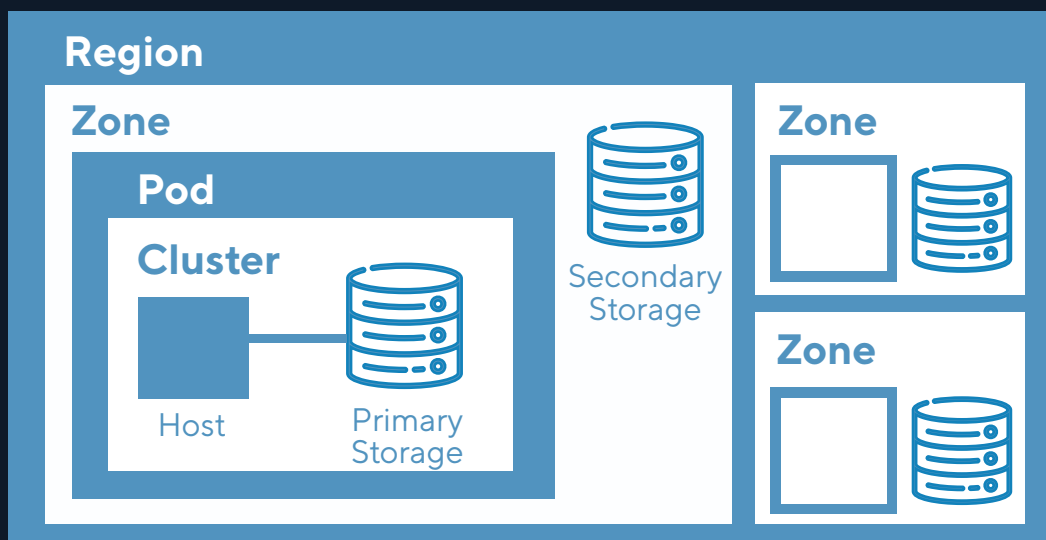 Region
Zone
Pod
Cluster
Host
Primary
Storage
Secondary
Storage
Zone
Zone